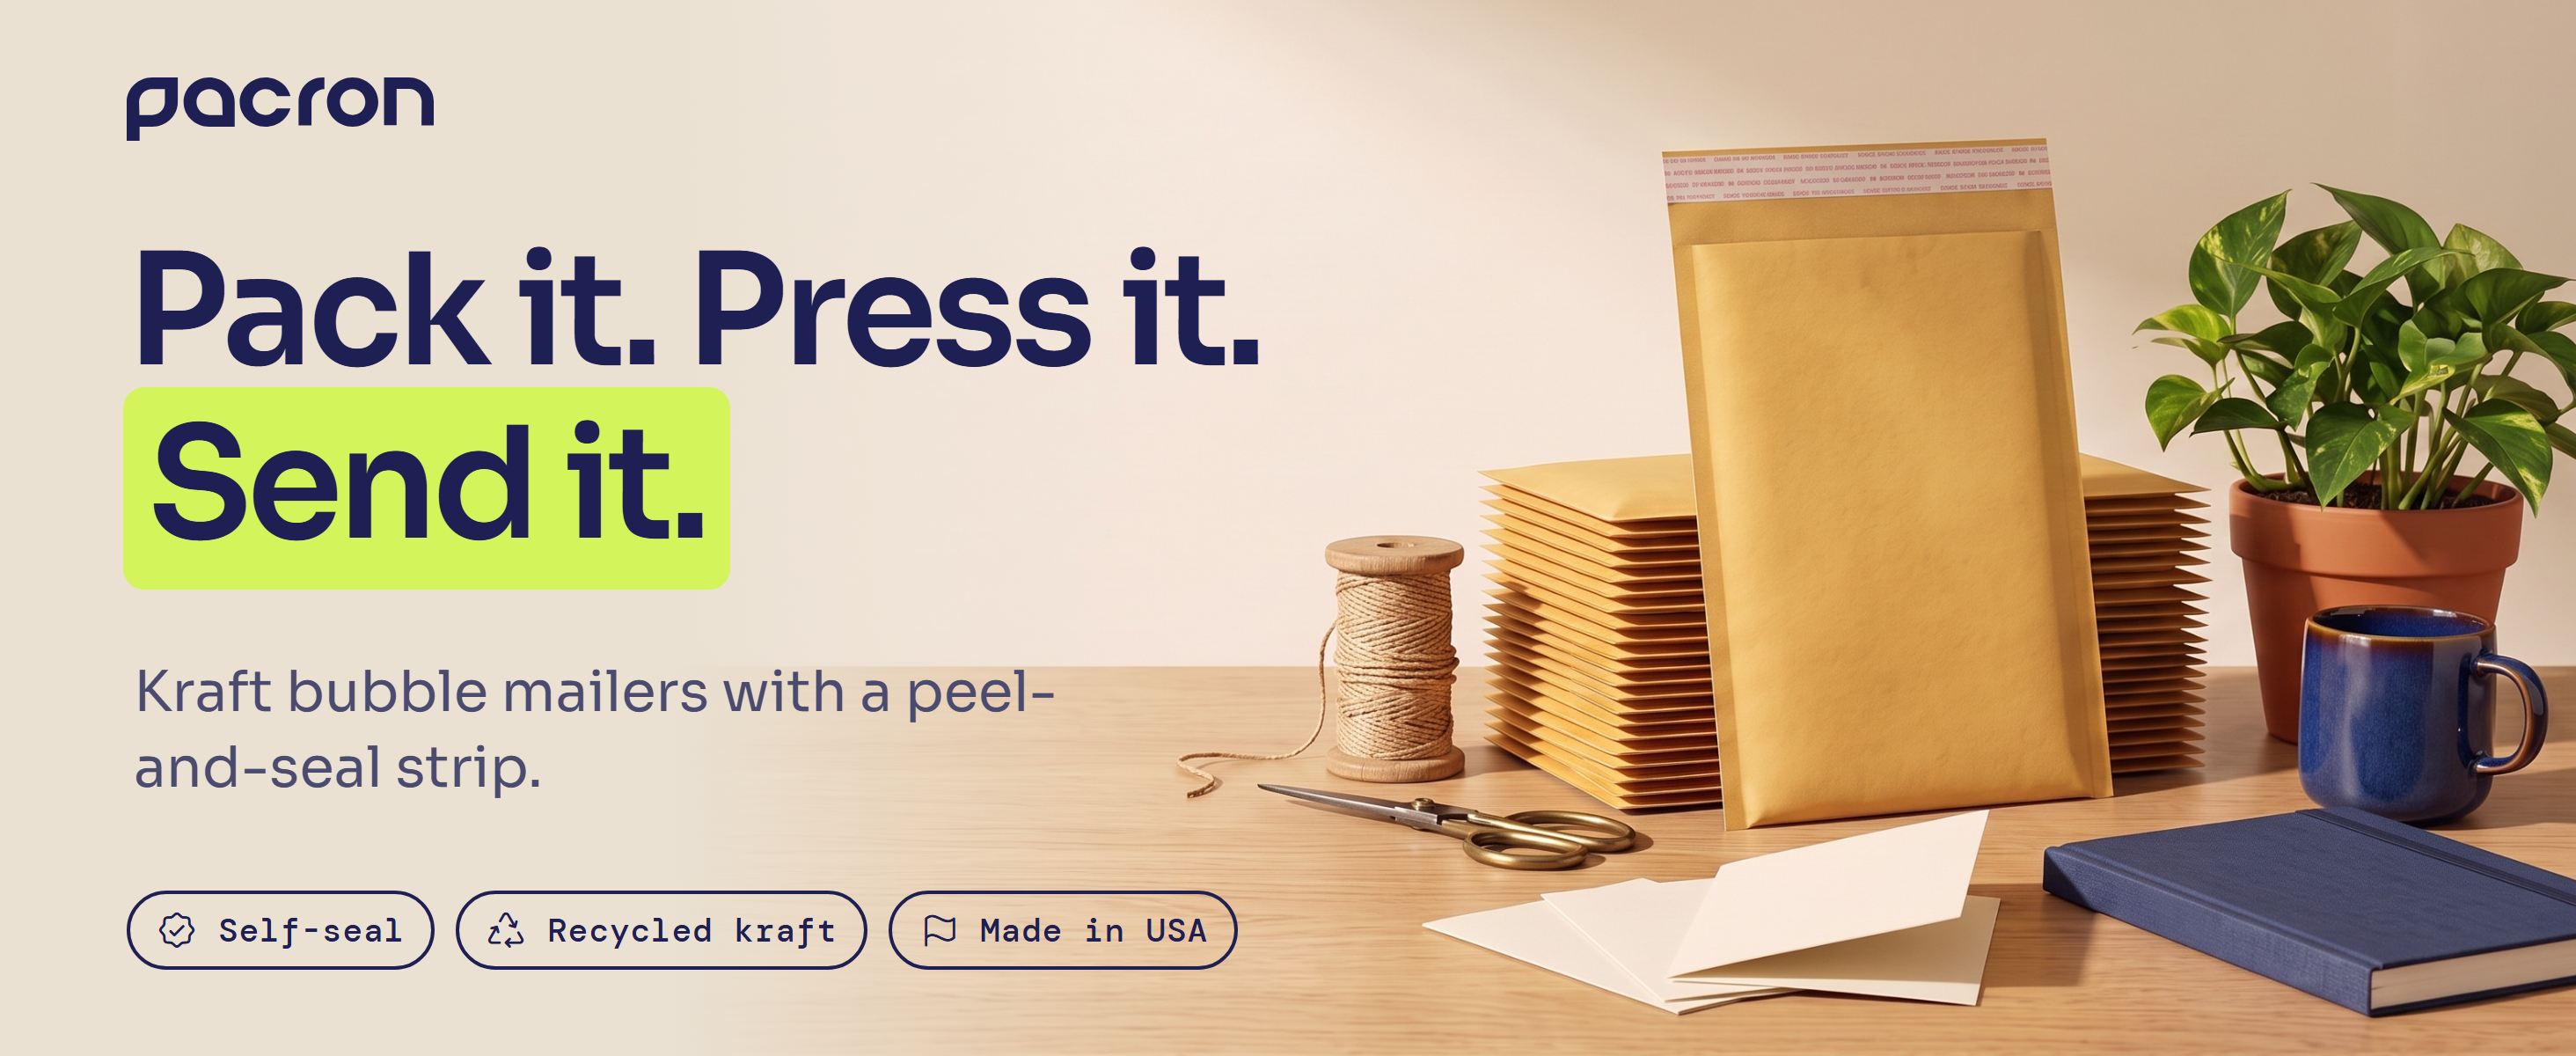 pacron
Pack it. Press it.
Send it.
Kraft bubble mailers with a peel-
and-seal strip.
Self-seal
Recycled kraft
Made in USA